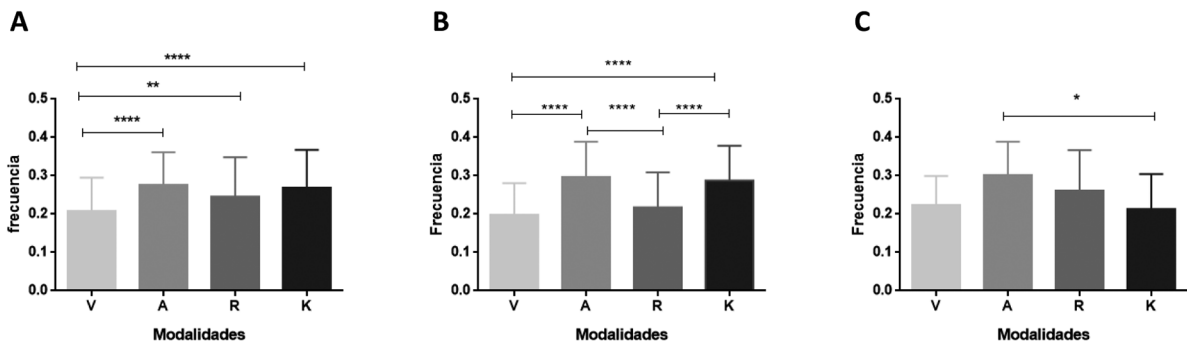 A
B
C
****
**
****
****
****
****
****
*
frecuencia
0.5
0.4
0.3
0.2
0.1
0.0
V A R K
Modalidades
Frecuencia
0.5
0.4
0.3
0.2
0.1
0.0
V A R K
Modalidades
Frecuencia
0.5
0.4
0.3
0.2
0.1
0.0
V A R K
Modalidades